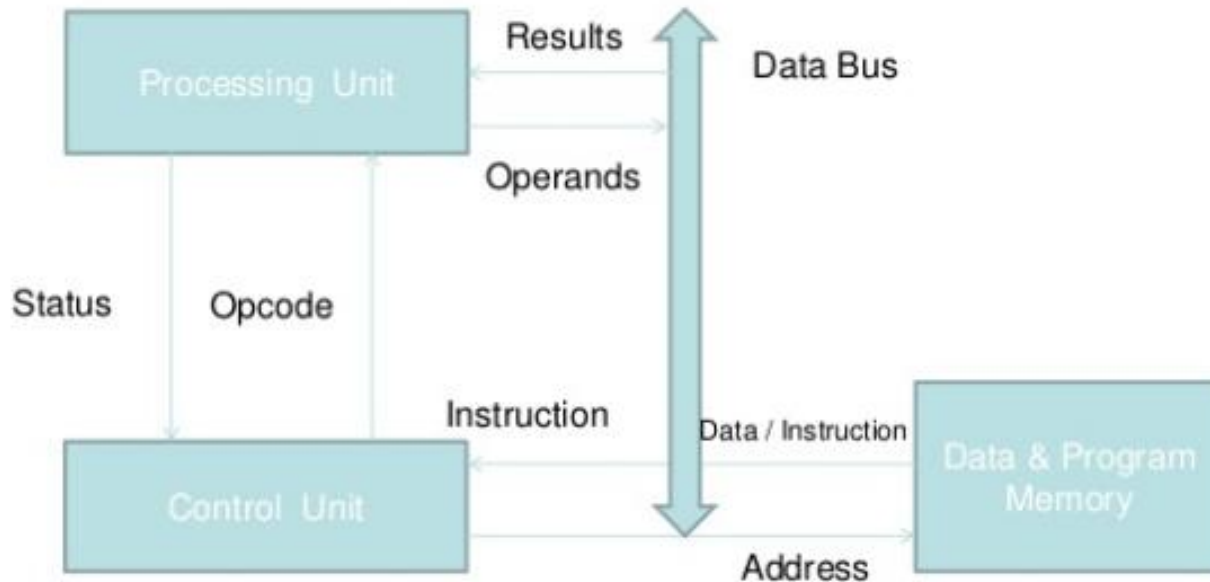 Results
Processing Unit
Data Bus
Operands
Status
Opcode
Instruction
Data / Instruction
Data & Program
Memory
Control Unit
Address